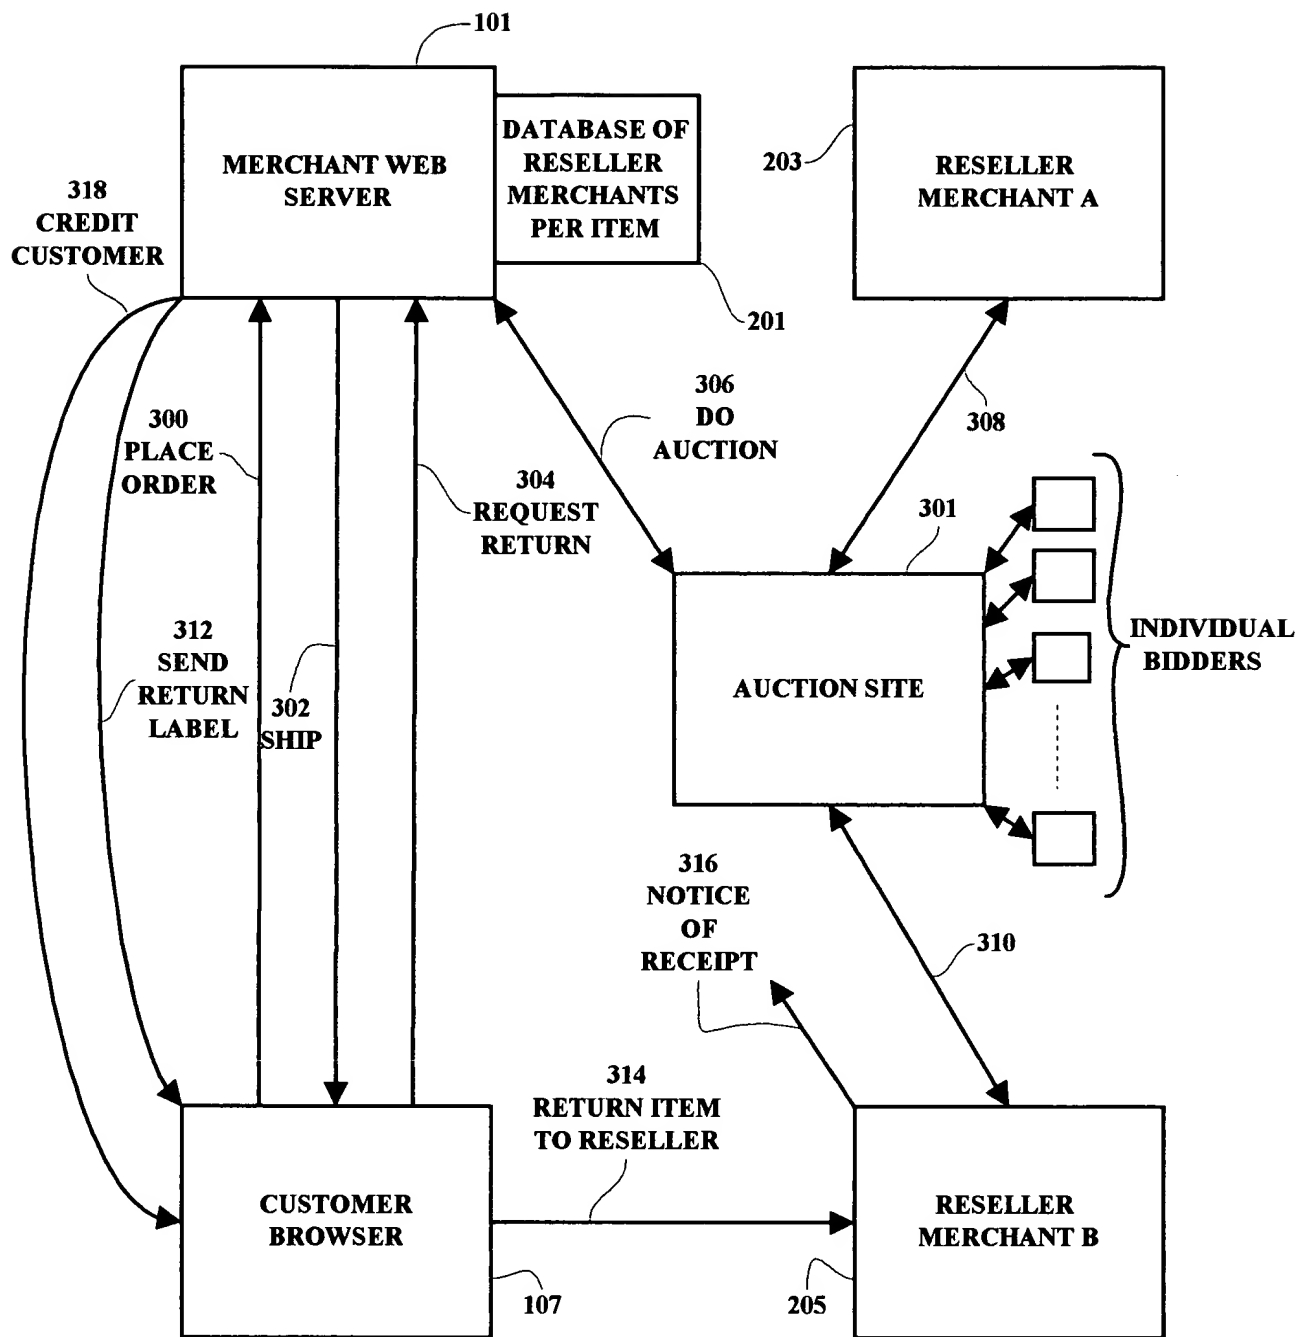 101
MERCHANT WEB
SERVER
DATABASE OF
RESELLER
MERCHANTS
PER ITEM
203
RESELLER
MERCHANT A
318
CREDIT
CUSTOMER
201
300
PLACE
ORDER
306
DO
AUCTION
308
304
REQUEST
RETURN
301
312
SEND
RETURN
LABEL
302
SHIP
AUCTION SITE
INDIVIDUAL
BIDDERS
316
NOTICE
OF
RECEIPT
310
314
RETURN ITEM
TO RESELLER
CUSTOMER
BROWSER
RESELLER
MERCHANT B
107
205